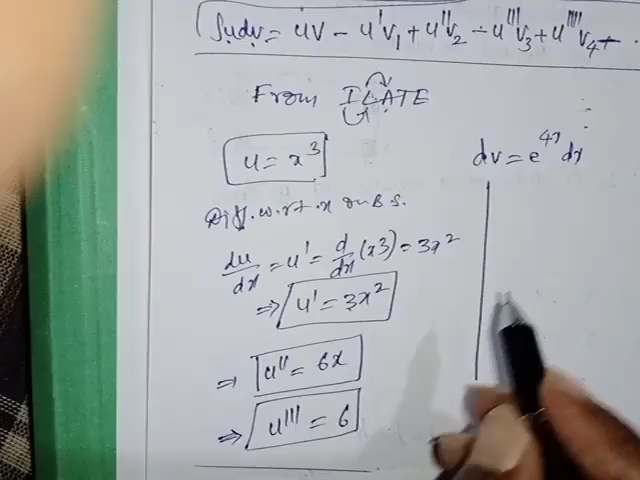 ∫udv = uv - u'v₁ + u''v₂ - u'''v₃ + u''''v₄ + .
From ILATE
u = x³
dv = e^4x dx
Diff. w.r.t. x on B.S.
du/dx = u' = d/dx (x3) = 3x²
⇒ u' = 3x²
⇒ u'' = 6x
⇒ u''' = 6